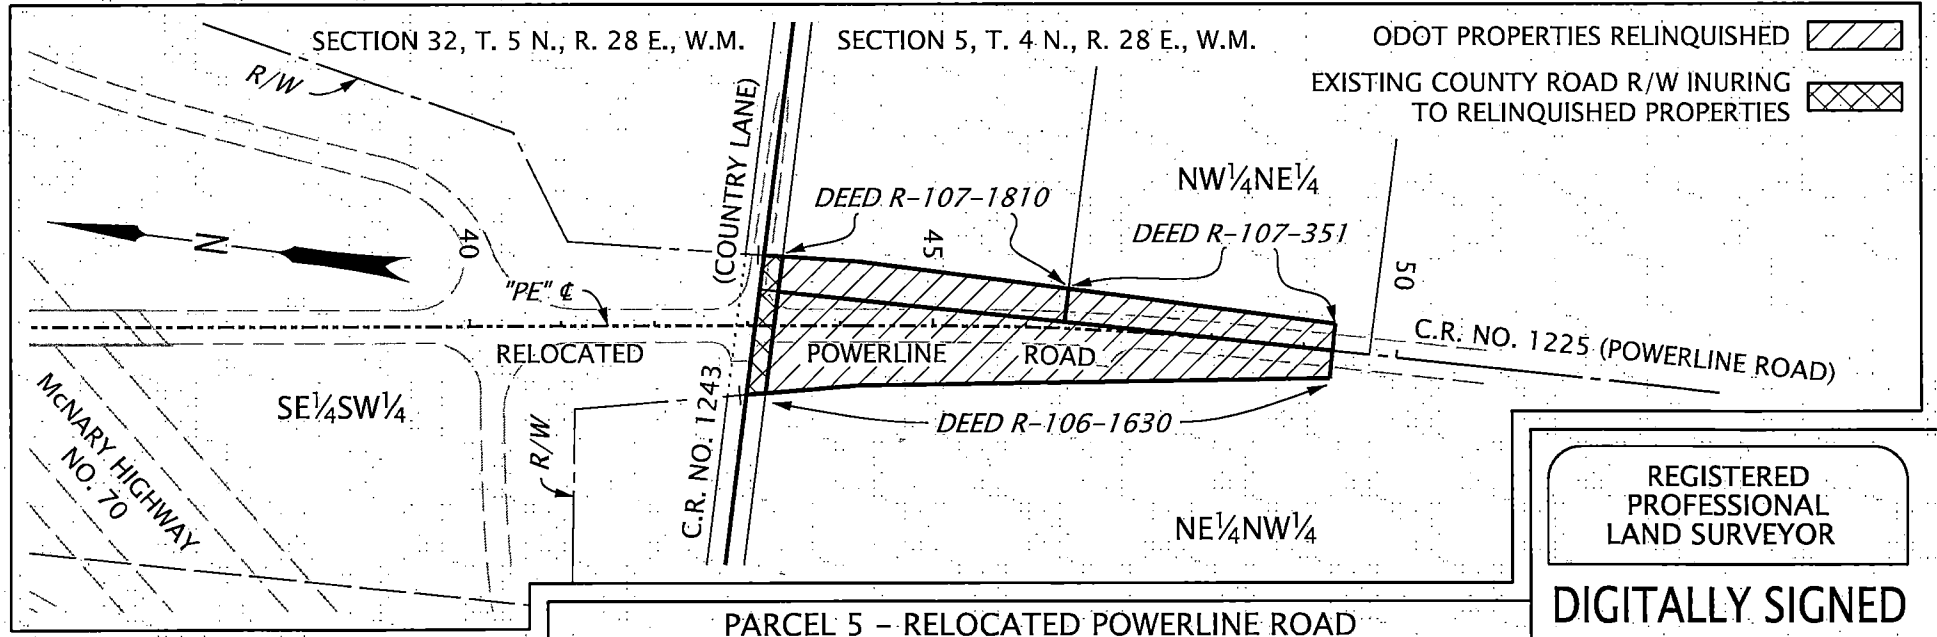 SECTION 32, T. 5 N., R. 28 E., W.M.
SECTION 5, T. 4 N., R. 28 E., W.M.
ODOT PROPERTIES RELINQUISHED
EXISTING COUNTY ROAD R/W INURING
TO RELINQUISHED PROPERTIES
R/W
(COUNTRY LANE)
NW¼NE¼
DEED R-107-1810
DEED R-107-351
N
40
45
50
"PE" ℄
C.R. NO. 1225 (POWERLINE ROAD)
RELOCATED
POWERLINE
ROAD
McNARY HIGHWAY
NO. 70
SE¼SW¼
R/W
C.R. NO. 1243
DEED R-106-1630
NE¼NW¼
REGISTERED
PROFESSIONAL
LAND SURVEYOR
DIGITALLY SIGNED
PARCEL 5 - RELOCATED POWERLINE ROAD